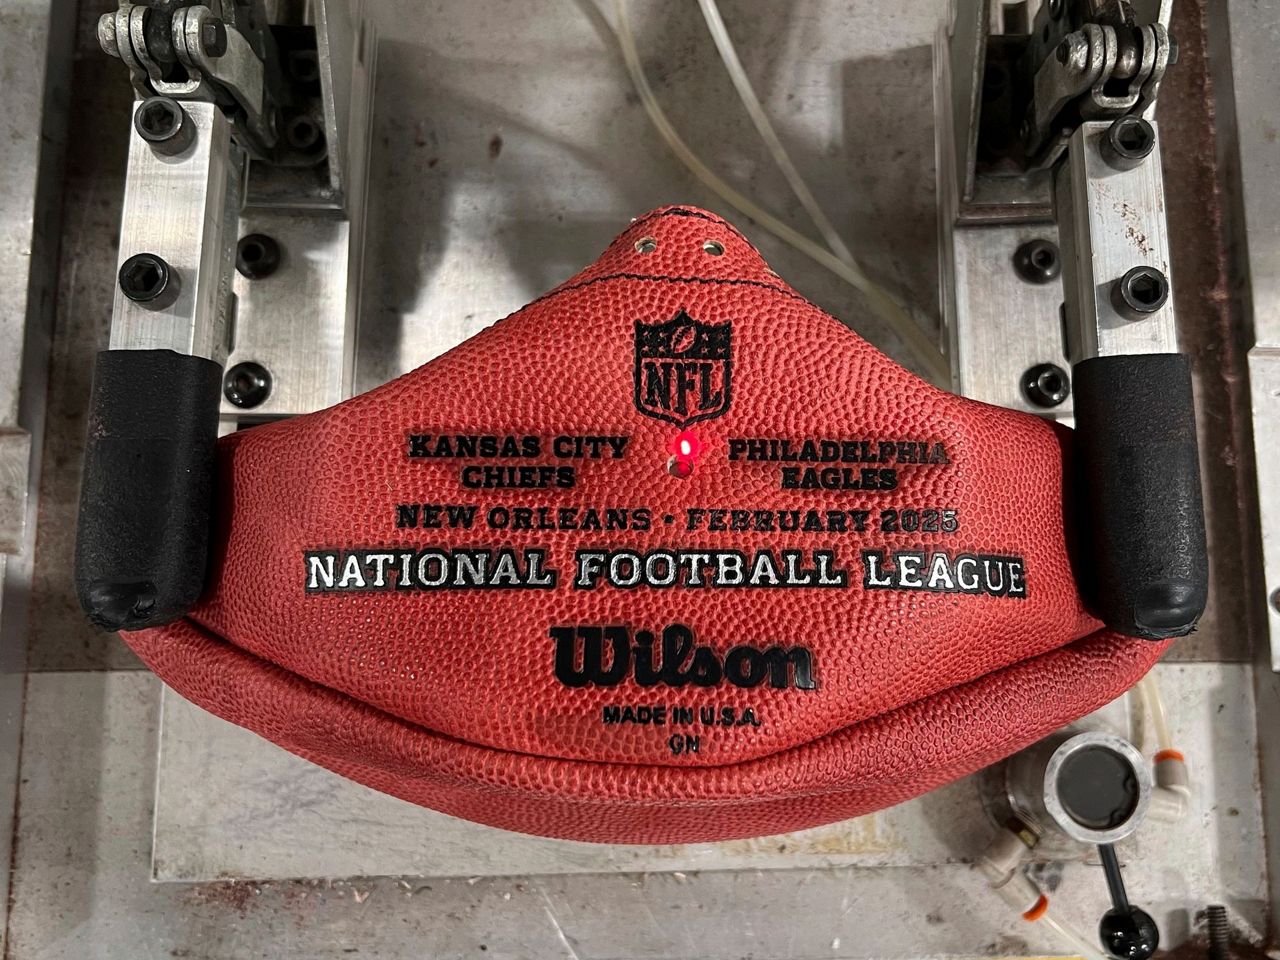 NFL
KANSAS CITY
CHIEFS
PHILADELPHIA
EAGLES
NEW ORLEANS • FEBRUARY 2025
NATIONAL FOOTBALL LEAGUE
Wilson
MADE IN U.S.A.
GN